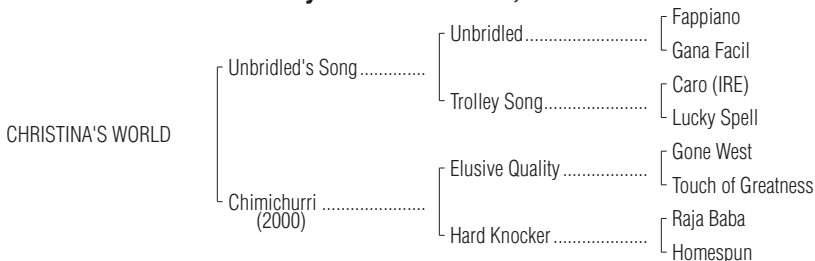 Fappiano
Unbridled
Gana Facil
Unbridled's Song
Caro (IRE)
Trolley Song
Lucky Spell
CHRISTINA'S WORLD
Gone West
Elusive Quality
Touch of Greatness
Chimichurri
(2000)
Raja Baba
Hard Knocker
Homespun